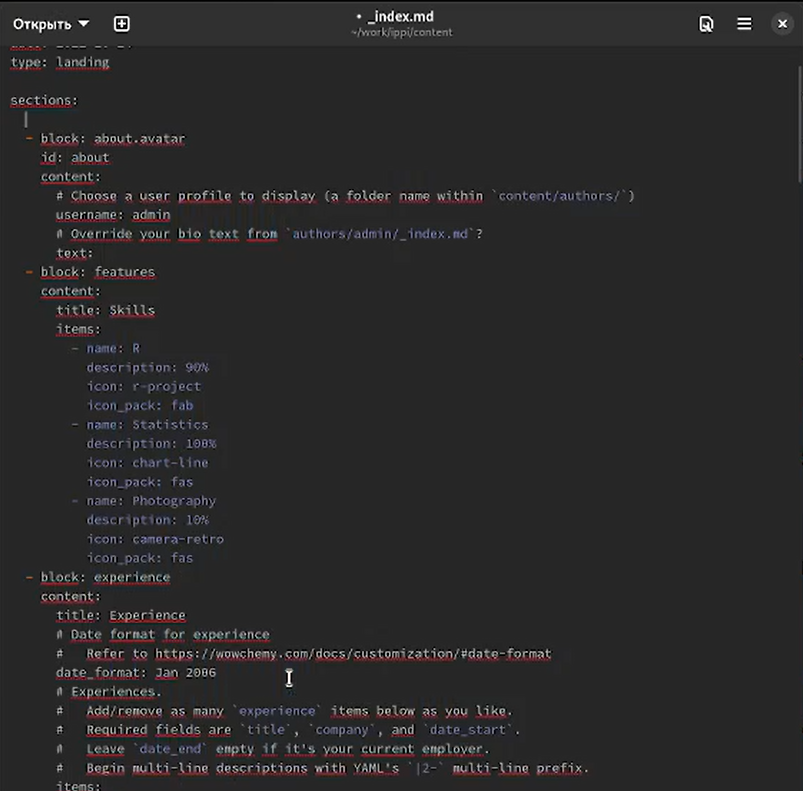 Открыть
• _index.md
~/work/ippi/content
type: landing
sections:
- block: about.avatar
id: about
content:
# Choose a user profile to display (a folder name within `content/authors/`)
username: admin
# Override your bio text from `authors/admin/_index.md`?
text:
- block: features
content:
title: Skills
items:
- name: R
description: 90%
icon: r-project
icon_pack: fab
- name: Statistics
description: 100%
icon: chart-line
icon_pack: fas
- name: Photography
description: 10%
icon: camera-retro
icon_pack: fas
- block: experience
content:
title: Experience
# Date format for experience
#   Refer to https://wowchemy.com/docs/customization/#date-format
date_format: Jan 2006
# Experiences.
#   Add/remove as many `experience` items below as you like.
#   Required fields are `title`, `company`, and `date_start`.
#   Leave `date_end` empty if it's your current employer.
#   Begin multi-line descriptions with YAML's `|2-` multi-line prefix.
items: